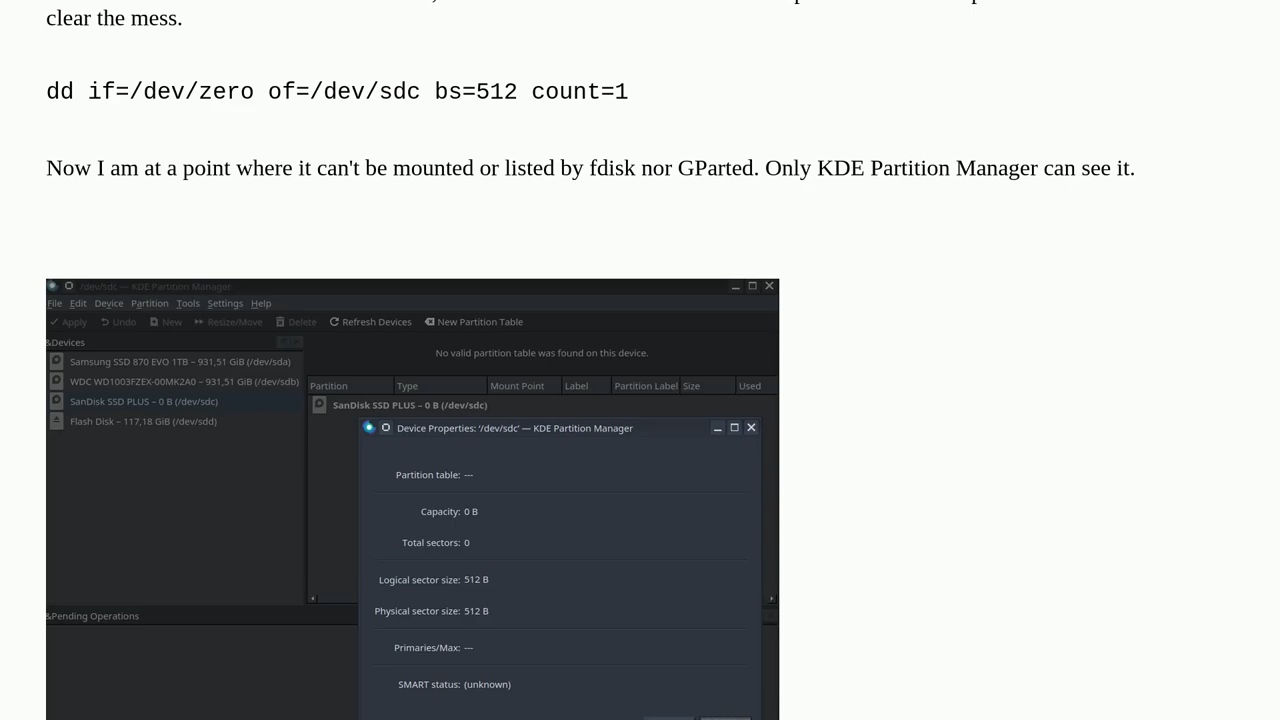 clear the mess.
dd if=/dev/zero of=/dev/sdc bs=512 count=1
Now I am at a point where it can't be mounted or listed by fdisk nor GParted. Only KDE Partition Manager can see it.
/dev/sdc — KDE Partition Manager
File Edit Device Partition Tools Settings Help
Apply Undo New Resize/Move Delete Refresh Devices New Partition Table
&Devices
No valid partition table was found on this device.
Samsung SSD 870 EVO 1TB – 931,51 GiB (/dev/sda)
WDC WD1003FZEX-00MK2A0 – 931,51 GiB (/dev/sdb)
SanDisk SSD PLUS – 0 B (/dev/sdc)
Flash Disk – 117,18 GiB (/dev/sdd)
Partition Type Mount Point Label Partition Label Size Used
SanDisk SSD PLUS – 0 B (/dev/sdc)
Device Properties: ‘/dev/sdc’ — KDE Partition Manager
Partition table: ---
Capacity: 0 B
Total sectors: 0
Logical sector size: 512 B
Physical sector size: 512 B
Primaries/Max: ---
SMART status: (unknown)
&Pending Operations